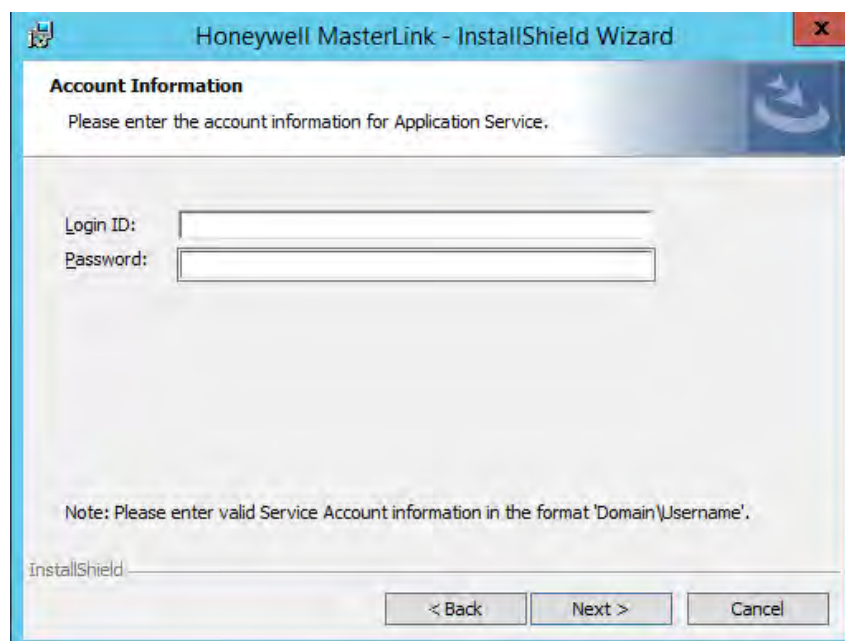 Honeywell MasterLink - InstallShield Wizard
x
Account Information
Please enter the account information for Application Service.
Login ID:
Password:
Note: Please enter valid Service Account information in the format 'Domain\Username'.
InstallShield
< Back Next > Cancel